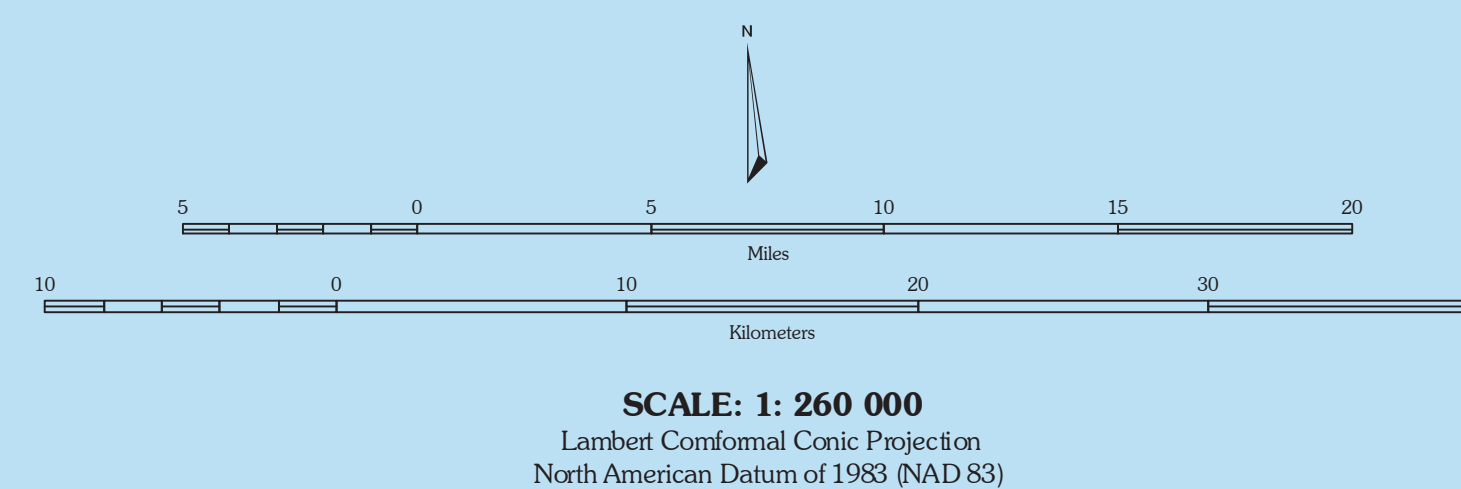 N
5 0 5 10 15 20
Miles
10 0 10 20 30
Kilometers
SCALE: 1: 260 000
Lambert Comformal Conic Projection
North American Datum of 1983 (NAD 83)